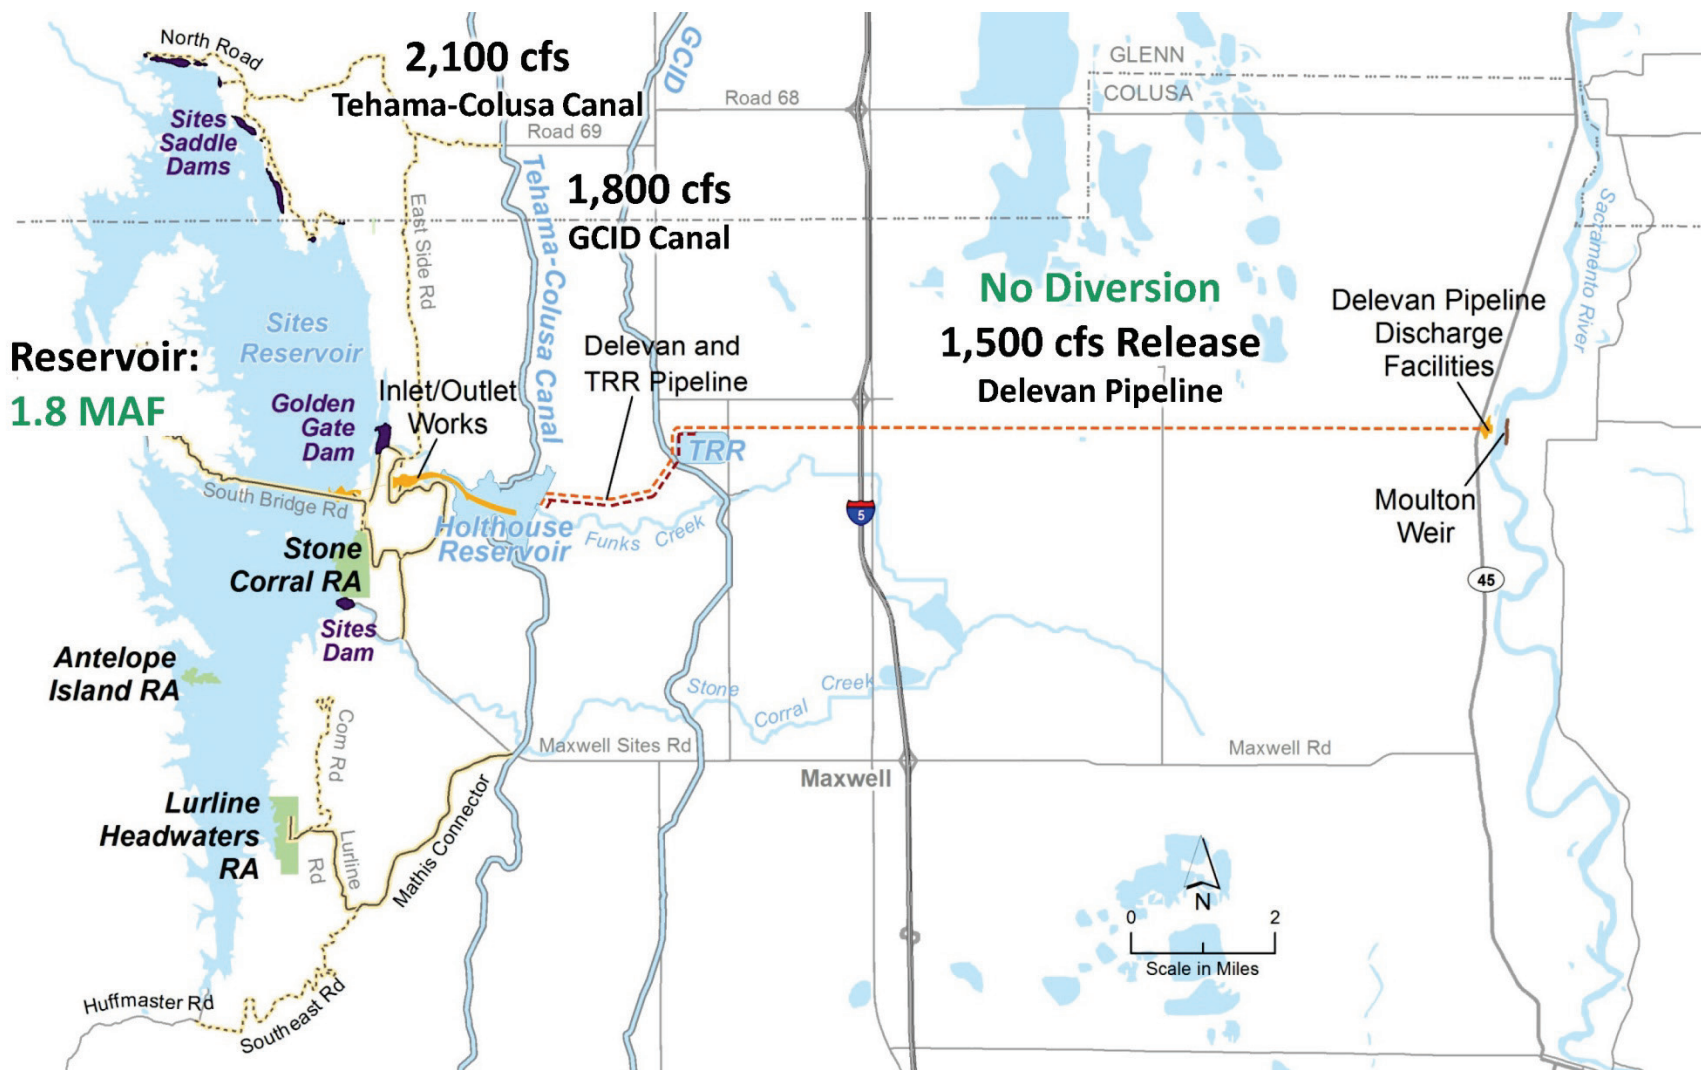 North Road
2,100 cfs
Tehama-Colusa Canal
GCID
GLENN
COLUSA
Road 68
Road 69
Sites
Saddle
Dams
1,800 cfs
GCID Canal
East Side Rd
Tehama-Colusa Canal
Sacramento River
No Diversion
1,500 cfs Release
Delevan Pipeline
Delevan Pipeline
Discharge
Facilities
Sites
Reservoir
Reservoir:
1.8 MAF
Delevan and
TRR Pipeline
Inlet/Outlet
Works
Golden
Gate
Dam
TRR
South Bridge Rd
Holthouse
Reservoir
Funks Creek
5
Moulton
Weir
Stone
Corral RA
45
Sites
Dam
Antelope
Island RA
Stone Corral Creek
Com Rd
Maxwell Sites Rd
Maxwell Rd
Maxwell
Mathis Connector
Lurline
Headwaters
RA
Lurline Rd
N
0 2
Scale in Miles
Huffmaster Rd
Southeast Rd